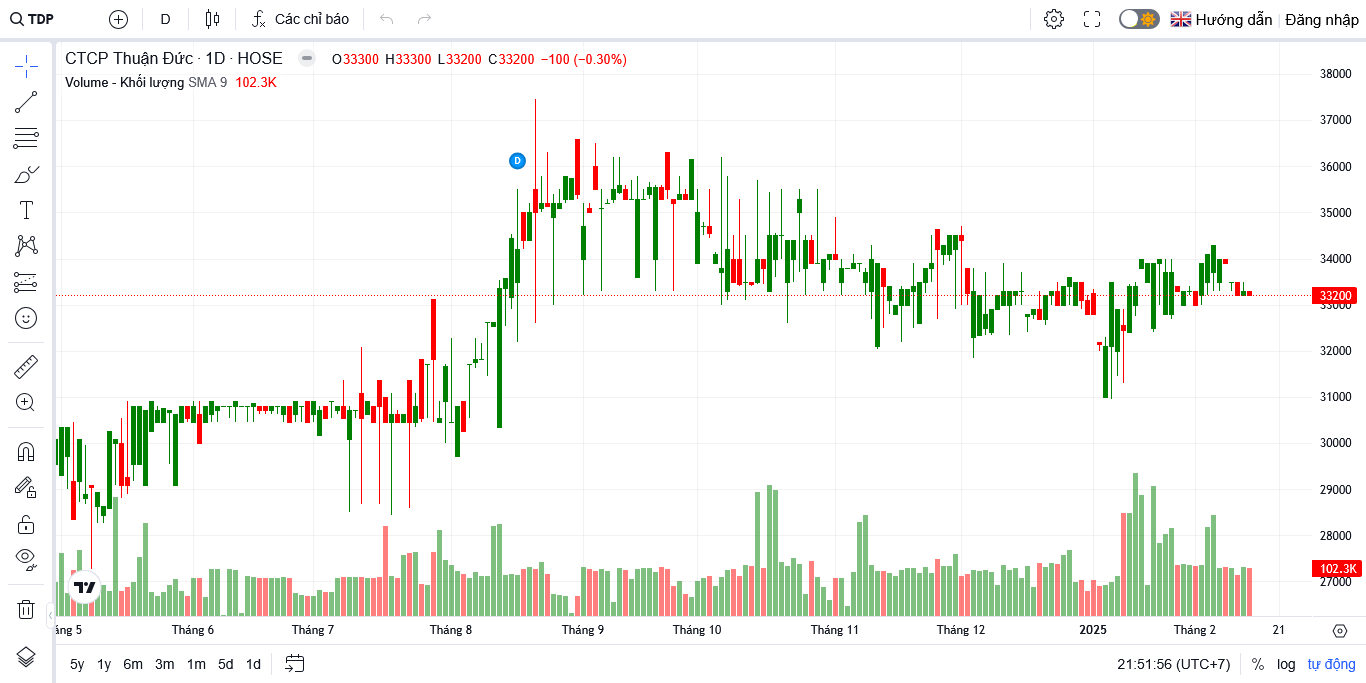 TDP D Các chỉ báo Hướng dẫn Đăng nhập
CTCP Thuận Đức · 1D · HOSE O33300 H33300 L33200 C33200 −100 (−0.30%)
Volume - Khối lượng SMA 9 102.3K
D
38000
37000
36000
35000
34000
33200
33000
32000
31000
30000
29000
28000
102.3K
27000
áng 5 Tháng 6 Tháng 7 Tháng 8 Tháng 9 Tháng 10 Tháng 11 Tháng 12 2025 Tháng 2 21
5y 1y 6m 3m 1m 5d 1d 21:51:56 (UTC+7) % log tự động